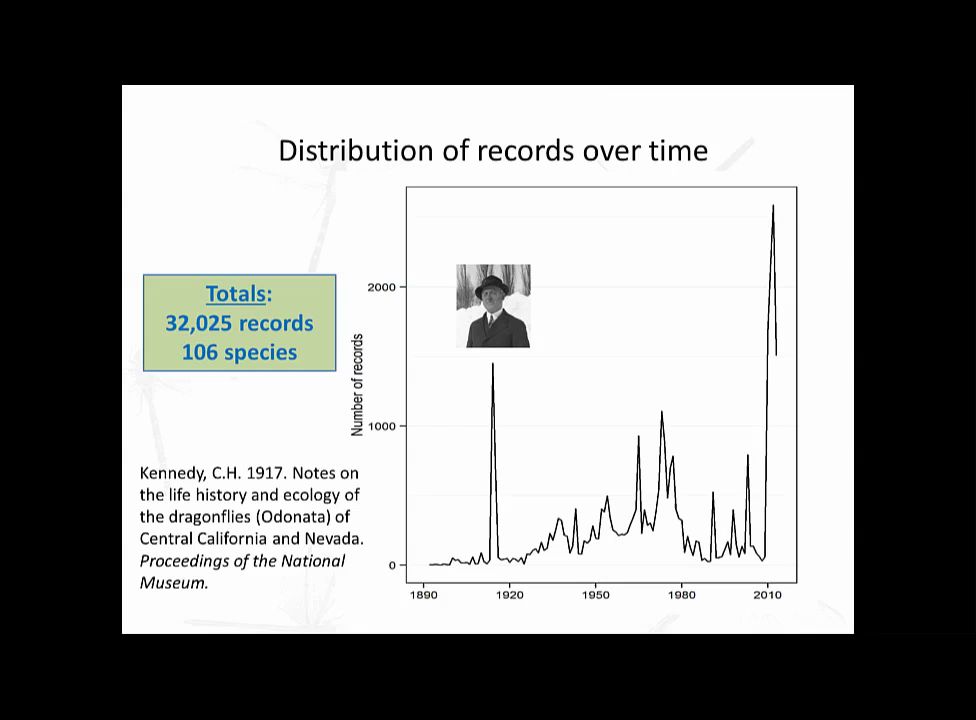 Distribution of records over time
Totals:
32,025 records
106 species
Kennedy, C.H. 1917. Notes on
the life history and ecology of
the dragonflies (Odonata) of
Central California and Nevada.
Proceedings of the National
Museum.
Number of records
2000
1000
0
1890 1920 1950 1980 2010